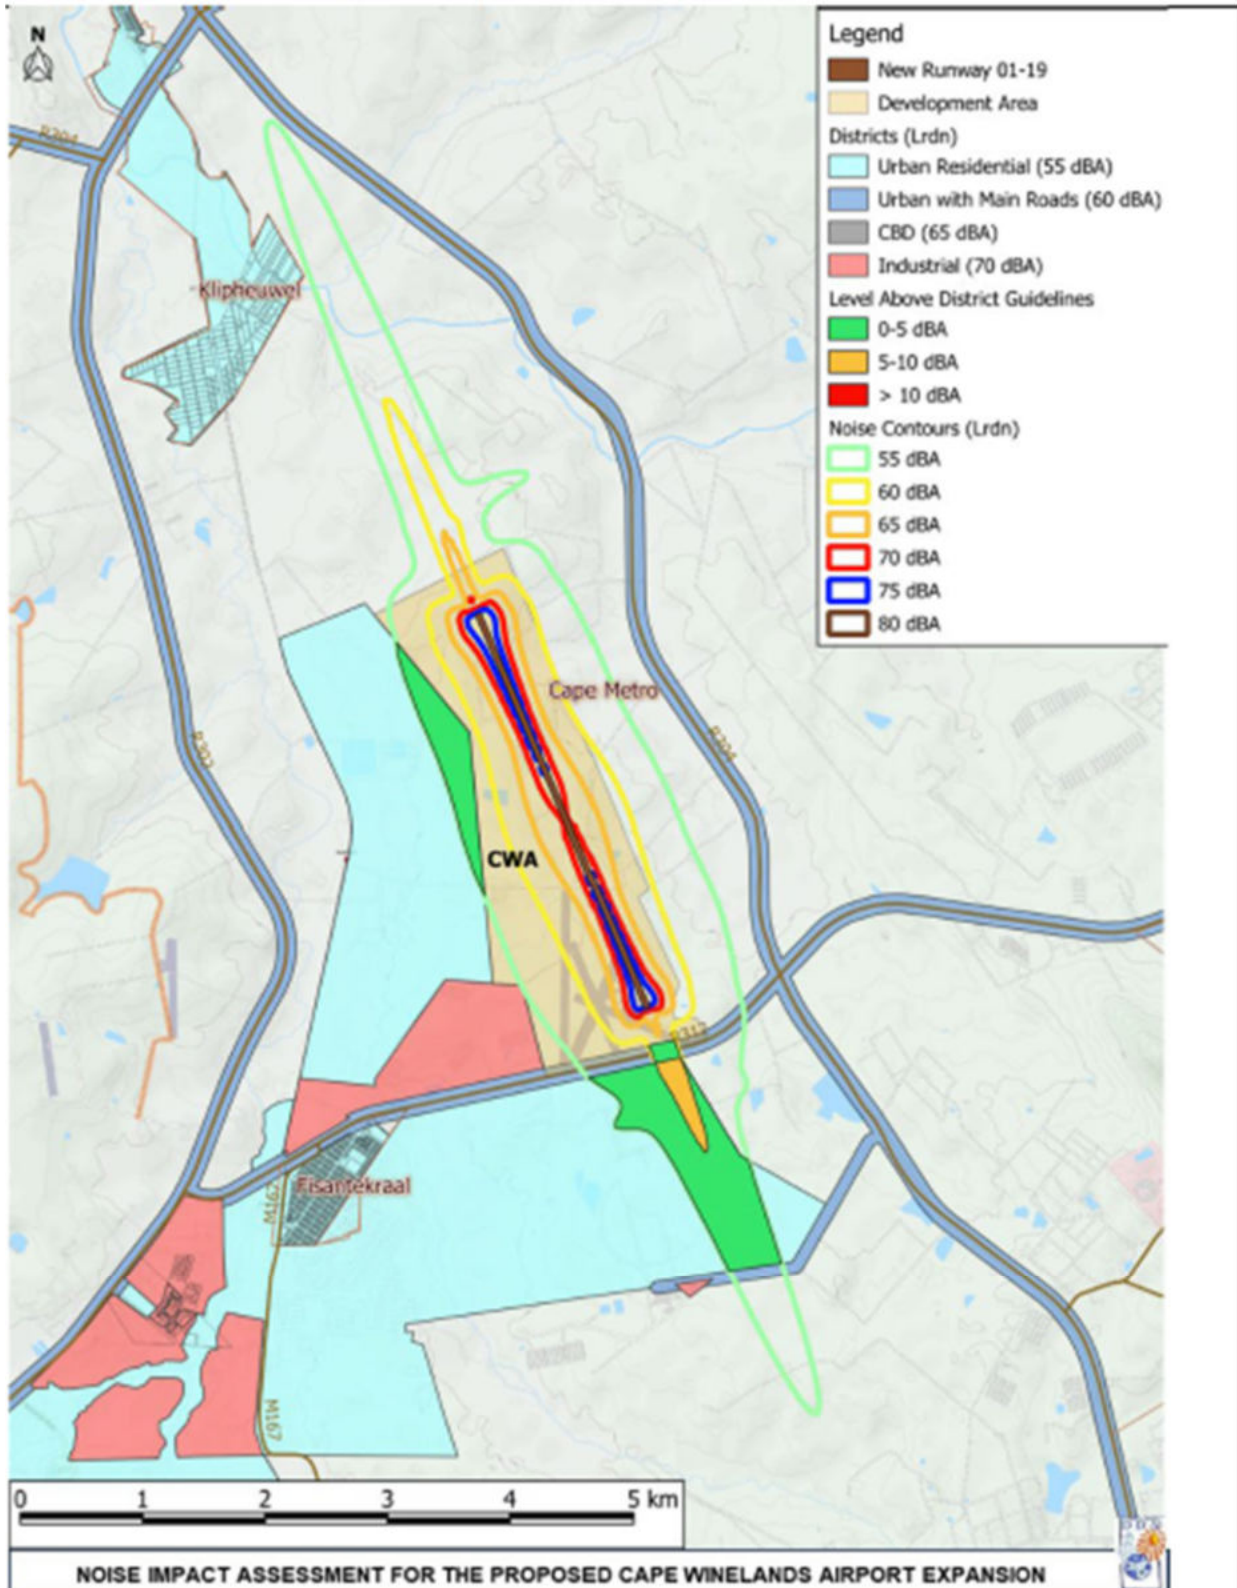 N
Legend
New Runway 01-19
Development Area
Districts (Lrdn)
Urban Residential (55 dBA)
Urban with Main Roads (60 dBA)
CBD (65 dBA)
Industrial (70 dBA)
Level Above District Guidelines
0-5 dBA
5-10 dBA
> 10 dBA
Noise Contours (Lrdn)
55 dBA
60 dBA
65 dBA
70 dBA
75 dBA
80 dBA
R304
Klipheuwel
Cape Metro
R302
R304
CWA
R312
Fisantekraal
M167
M167
0 1 2 3 4 5 km
NOISE IMPACT ASSESSMENT FOR THE PROPOSED CAPE WINELANDS AIRPORT EXPANSION